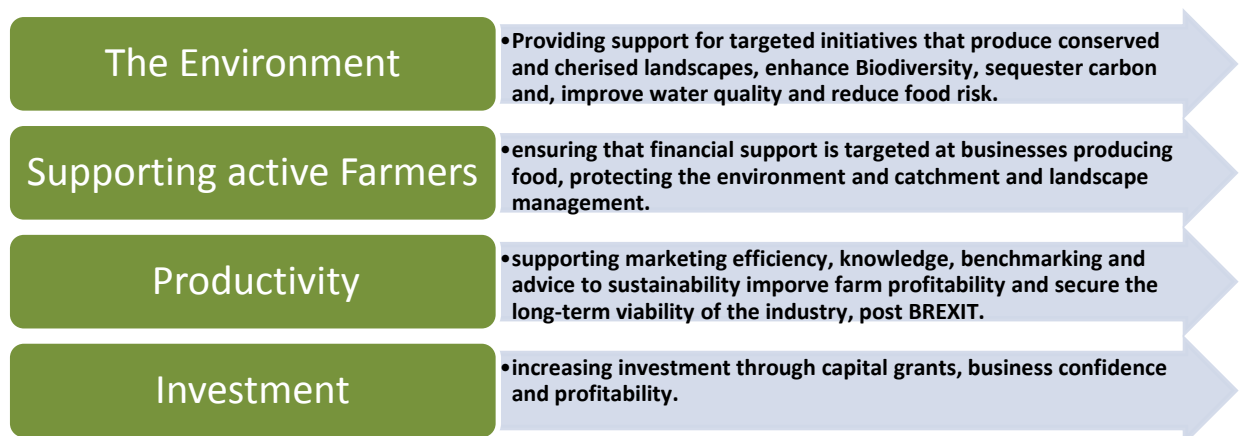 The Environment
•Providing support for targeted initiatives that produce conserved
and cherised landscapes, enhance Biodiversity, sequester carbon
and, improve water quality and reduce food risk.
Supporting active Farmers
•ensuring that financial support is targeted at businesses producing
food, protecting the environment and catchment and landscape
management.
Productivity
•supporting marketing efficiency, knowledge, benchmarking and
advice to sustainability imporve farm profitability and secure the
long-term viability of the industry, post BREXIT.
Investment
•increasing investment through capital grants, business confidence
and profitability.